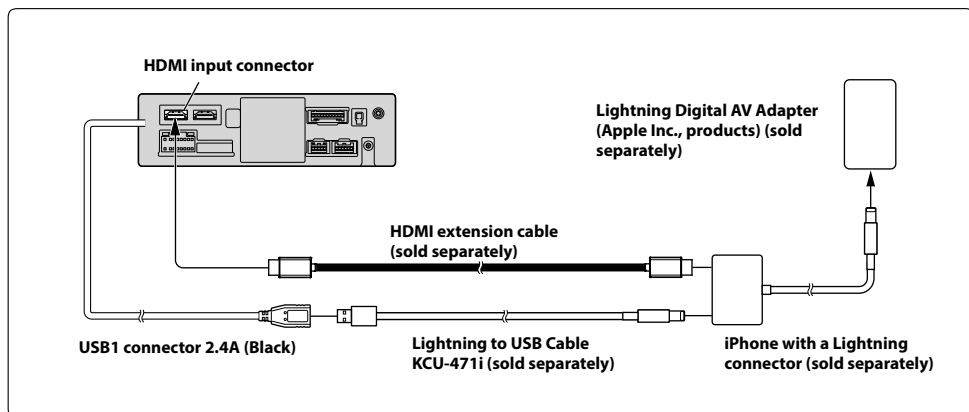 HDMI input connector
Lightning Digital AV Adapter
(Apple Inc., products) (sold
separately)
HDMI extension cable
(sold separately)
USB1 connector 2.4A (Black)
Lightning to USB Cable
KCU-471i (sold separately)
iPhone with a Lightning
connector (sold separately)